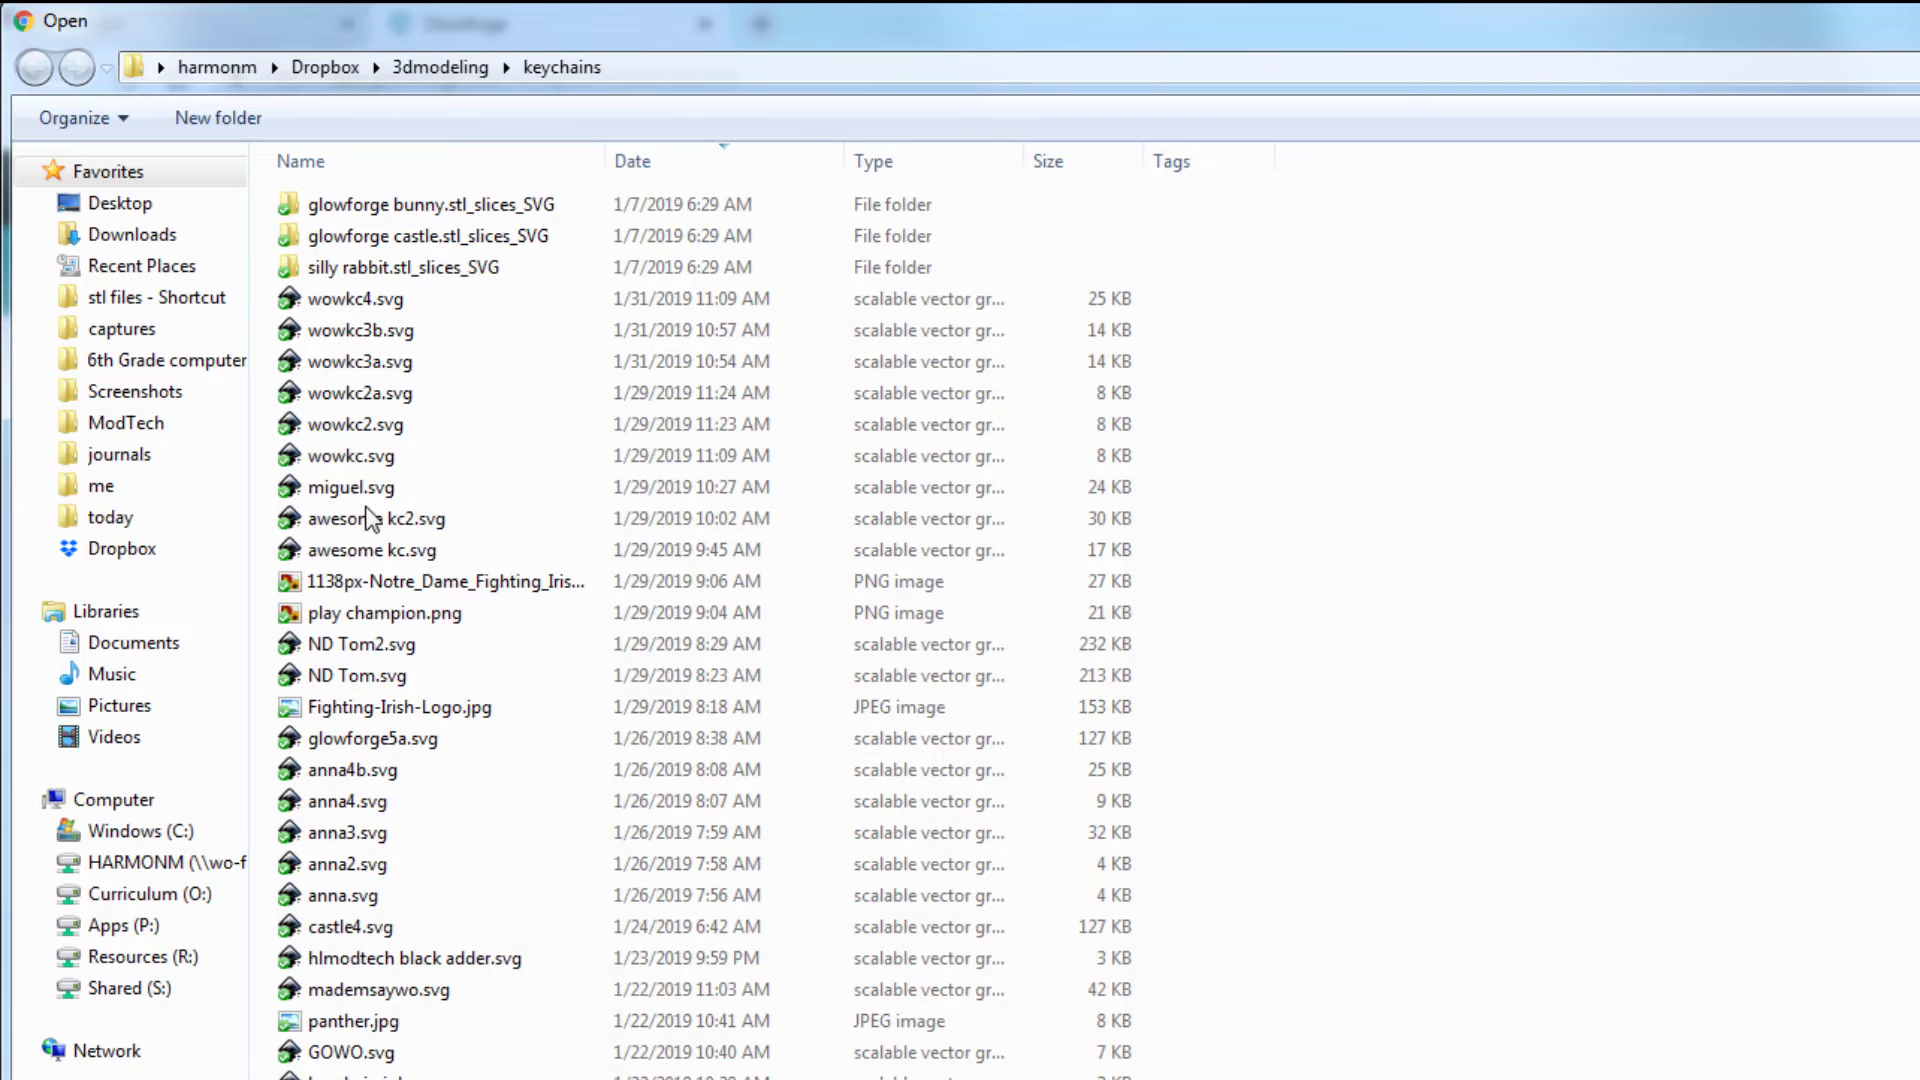 Open
harmonm Dropbox 3dmodeling keychains
Organize New folder
Name Date Type Size Tags
Favorites
Desktop
Downloads
Recent Places
stl files - Shortcut
captures
6th Grade computer
Screenshots
ModTech
journals
me
today
Dropbox
Libraries
Documents
Music
Pictures
Videos
Computer
Windows (C:)
HARMONM (\\wo-f
Curriculum (O:)
Apps (P:)
Resources (R:)
Shared (S:)
Network
glowforge bunny.stl_slices_SVG 1/7/2019 6:29 AM File folder
glowforge castle.stl_slices_SVG 1/7/2019 6:29 AM File folder
silly rabbit.stl_slices_SVG 1/7/2019 6:29 AM File folder
wowkc4.svg 1/31/2019 11:09 AM scalable vector gr... 25 KB
wowkc3b.svg 1/31/2019 10:57 AM scalable vector gr... 14 KB
wowkc3a.svg 1/31/2019 10:54 AM scalable vector gr... 14 KB
wowkc2a.svg 1/29/2019 11:24 AM scalable vector gr... 8 KB
wowkc2.svg 1/29/2019 11:23 AM scalable vector gr... 8 KB
wowkc.svg 1/29/2019 11:09 AM scalable vector gr... 8 KB
miguel.svg 1/29/2019 10:27 AM scalable vector gr... 24 KB
awesome kc2.svg 1/29/2019 10:02 AM scalable vector gr... 30 KB
awesome kc.svg 1/29/2019 9:45 AM scalable vector gr... 17 KB
1138px-Notre_Dame_Fighting_Iris... 1/29/2019 9:06 AM PNG image 27 KB
play champion.png 1/29/2019 9:04 AM PNG image 21 KB
ND Tom2.svg 1/29/2019 8:29 AM scalable vector gr... 232 KB
ND Tom.svg 1/29/2019 8:23 AM scalable vector gr... 213 KB
Fighting-Irish-Logo.jpg 1/29/2019 8:18 AM JPEG image 153 KB
glowforge5a.svg 1/26/2019 8:38 AM scalable vector gr... 127 KB
anna4b.svg 1/26/2019 8:08 AM scalable vector gr... 25 KB
anna4.svg 1/26/2019 8:07 AM scalable vector gr... 9 KB
anna3.svg 1/26/2019 7:59 AM scalable vector gr... 32 KB
anna2.svg 1/26/2019 7:58 AM scalable vector gr... 4 KB
anna.svg 1/26/2019 7:56 AM scalable vector gr... 4 KB
castle4.svg 1/24/2019 6:42 AM scalable vector gr... 127 KB
hlmodtech black adder.svg 1/23/2019 9:59 PM scalable vector gr... 3 KB
mademsaywo.svg 1/22/2019 11:03 AM scalable vector gr... 42 KB
panther.jpg 1/22/2019 10:41 AM JPEG image 8 KB
GOWO.svg 1/22/2019 10:40 AM scalable vector gr... 7 KB